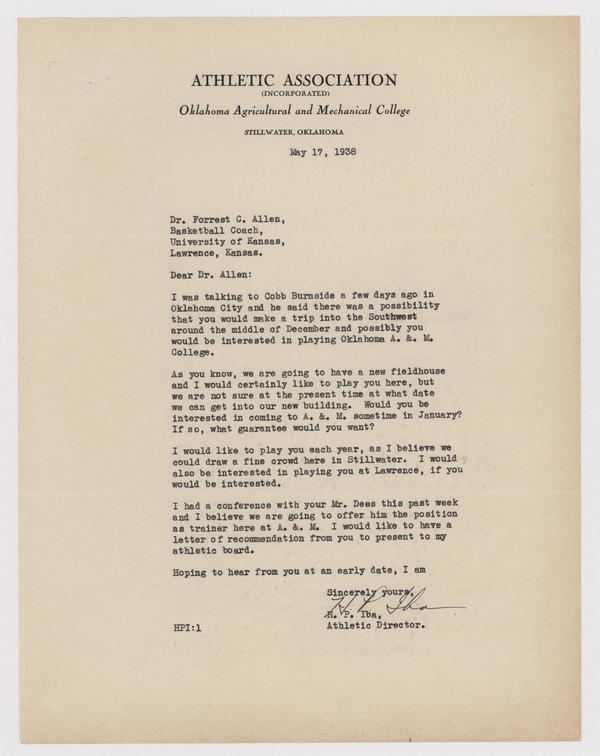 ATHLETIC ASSOCIATION
(INCORPORATED)
Oklahoma Agricultural and Mechanical College
STILLWATER, OKLAHOMA
May 17, 1938
Dr. Forrest C. Allen,
Basketball Coach,
University of Kansas,
Lawrence, Kansas.
Dear Dr. Allen:
I was talking to Cobb Burnside a few days ago in
Oklahoma City and he said there was a possibility
that you would make a trip into the Southwest
around the middle of December and possibly you
would be interested in playing Oklahoma A. &. M.
College.
As you know, we are going to have a new fieldhouse
and I would certainly like to play you here, but
we are not sure at the present time at what date
we can get into our new building.  Would you be
interested in coming to A. &. M. sometime in January?
If so, what guarantee would you want?
I would like to play you each year, as I believe we
could draw a fine crowd here in Stillwater.  I would
also be interested in playing you at Lawrence, if you
would be interested.
I had a conference with your Mr. Dees this past week
and I believe we are going to offer him the position
as trainer here at A. &. M.  I would like to have a
letter of recommendation from you to present to my
athletic board.
Hoping to hear from you at an early date, I am
Sincerely yours,
H P Iba
H. P. Iba,
HPI:l Athletic Director.